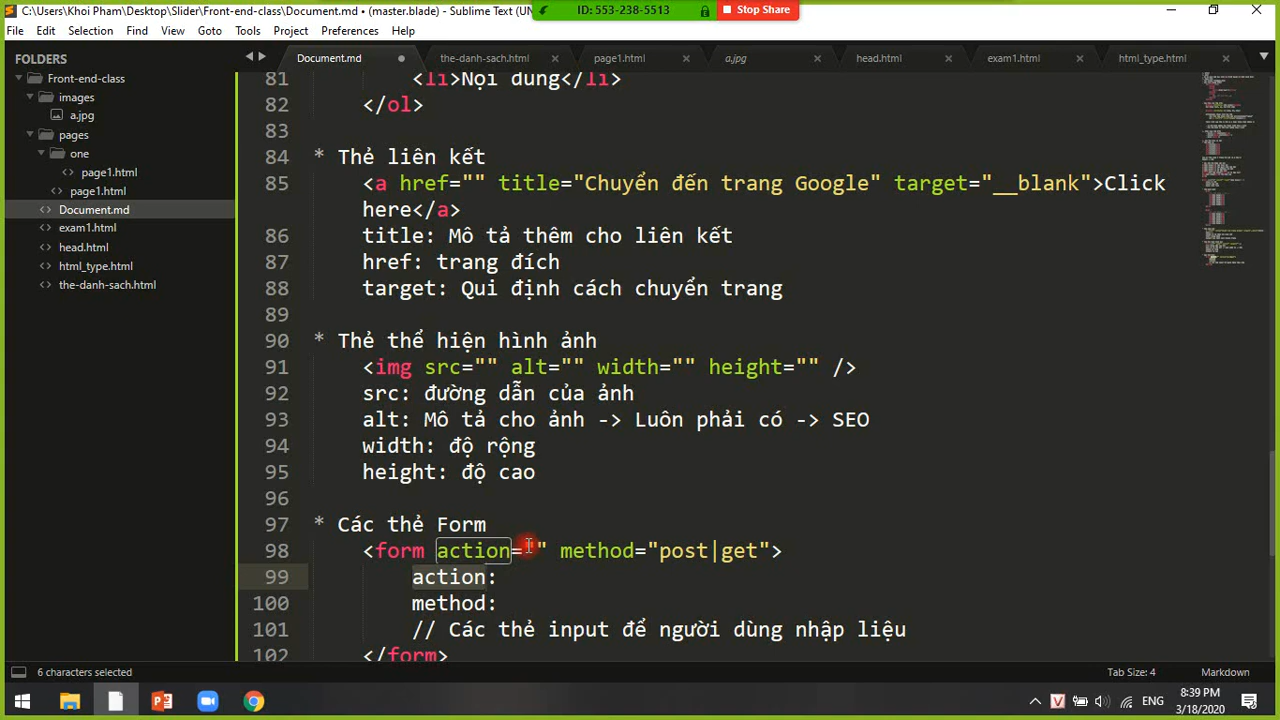 C:\Users\Khoi Pham\Desktop\Slider\Front-end-class\Document.md • (master.blade) - Sublime Text (UN
ID: 553-238-5513
Stop Share
File Edit Selection Find View Goto Tools Project Preferences Help
FOLDERS
Front-end-class
images
a.jpg
pages
one
page1.html
page1.html
Document.md
exam1.html
head.html
html_type.html
the-danh-sach.html
Document.md the-danh-sach.html page1.html a.jpg head.html exam1.html html_type.html
81 <li>Nội dung</li>
82 </ol>
83
84 * Thẻ liên kết
85 <a href="" title="Chuyển đến trang Google" target="__blank">Click
here</a>
86 title: Mô tả thêm cho liên kết
87 href: trang đích
88 target: Qui định cách chuyển trang
89
90 * Thẻ thể hiện hình ảnh
91 <img src="" alt="" width="" height="" />
92 src: đường dẫn của ảnh
93 alt: Mô tả cho ảnh -> Luôn phải có -> SEO
94 width: độ rộng
95 height: độ cao
96
97 * Các thẻ Form
98 <form action="" method="post|get">
99 action:
100 method:
101 // Các thẻ input để người dùng nhập liệu
102 </form>
6 characters selected
Tab Size: 4
Markdown
ENG
8:39 PM
3/18/2020